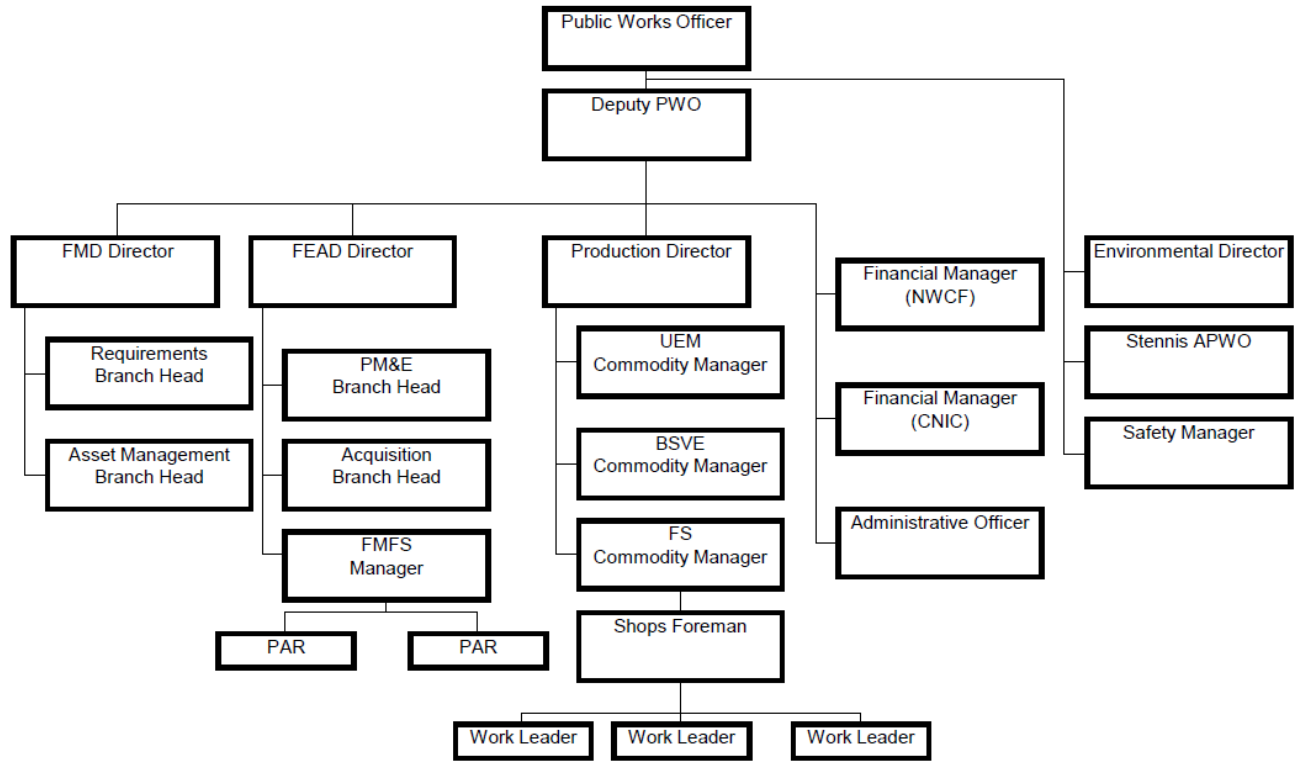 Public Works Officer
Deputy PWO
FMD Director
FEAD Director
Production Director
Financial Manager
(NWCF)
Environmental Director
Requirements
Branch Head
PM&E
Branch Head
UEM
Commodity Manager
Stennis APWO
Financial Manager
(CNIC)
Asset Management
Branch Head
Acquisition
Branch Head
BSVE
Commodity Manager
Safety Manager
FMFS
Manager
FS
Commodity Manager
Administrative Officer
PAR
PAR
Shops Foreman
Work Leader
Work Leader
Work Leader